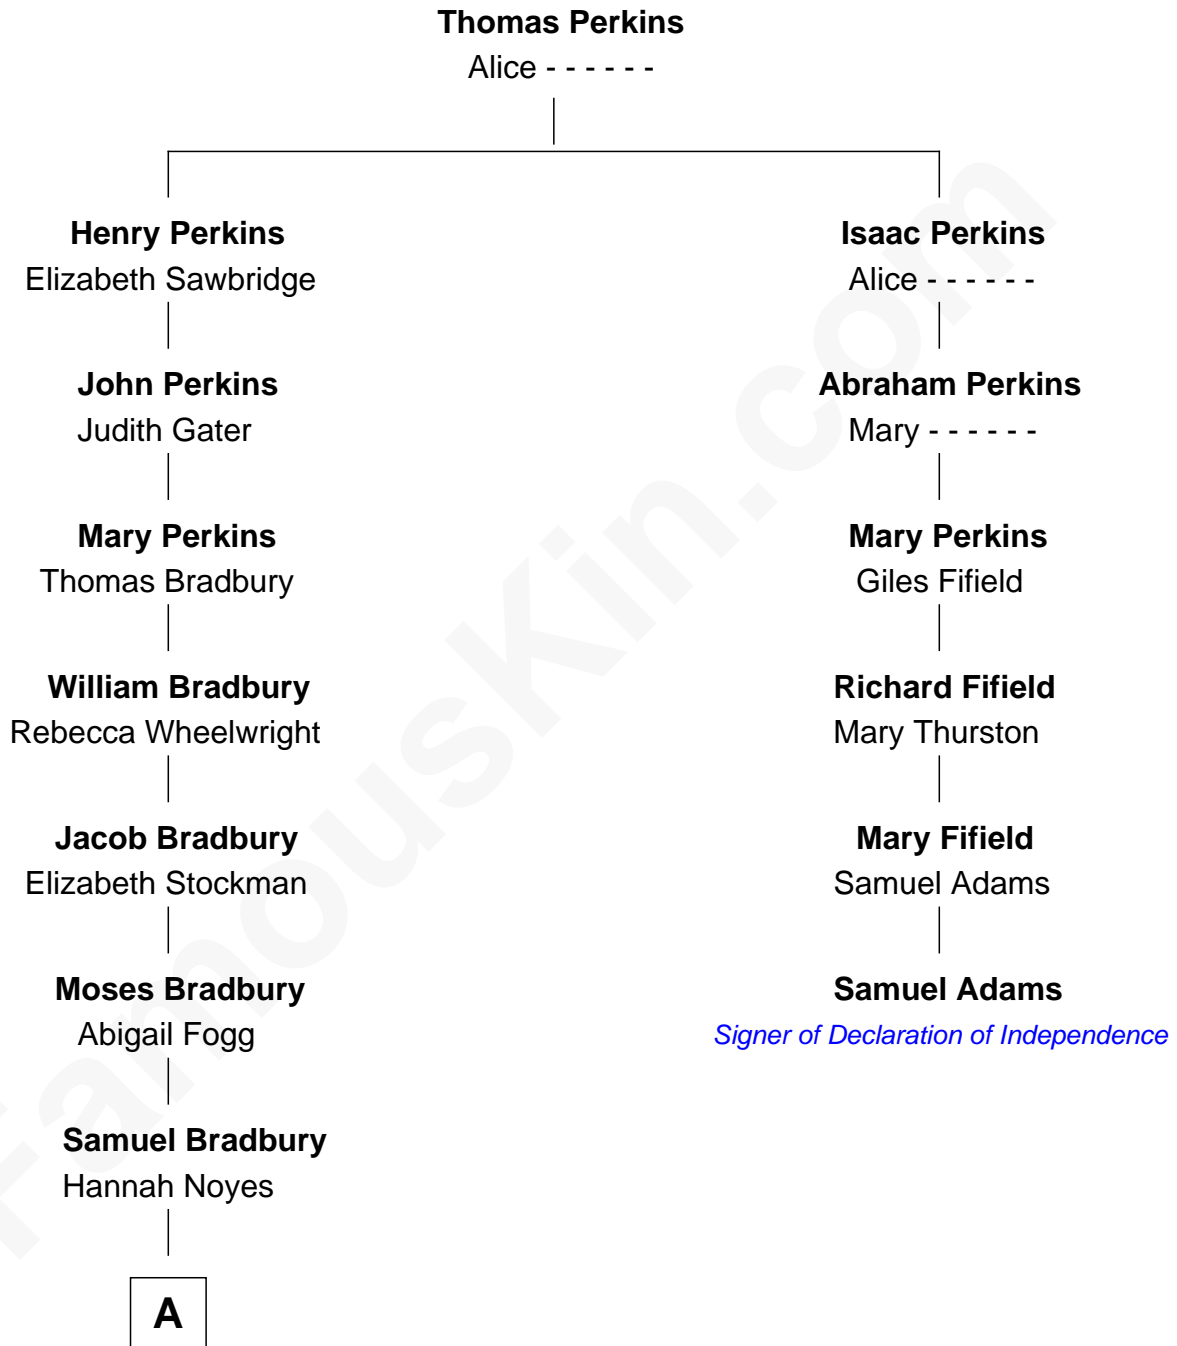 Thomas Perkins
Alice - - - - - -
Henry Perkins
Elizabeth Sawbridge
John Perkins
Judith Gater
Mary Perkins
Thomas Bradbury
William Bradbury
Rebecca Wheelwright
Jacob Bradbury
Elizabeth Stockman
Moses Bradbury
Abigail Fogg
Samuel Bradbury
Hannah Noyes
A
Isaac Perkins
Alice - - - - - -
Abraham Perkins
Mary - - - - - -
Mary Perkins
Giles Fifield
Richard Fifield
Mary Thurston
Mary Fifield
Samuel Adams
Samuel Adams
Signer of Declaration of Independence
FamousKin.com